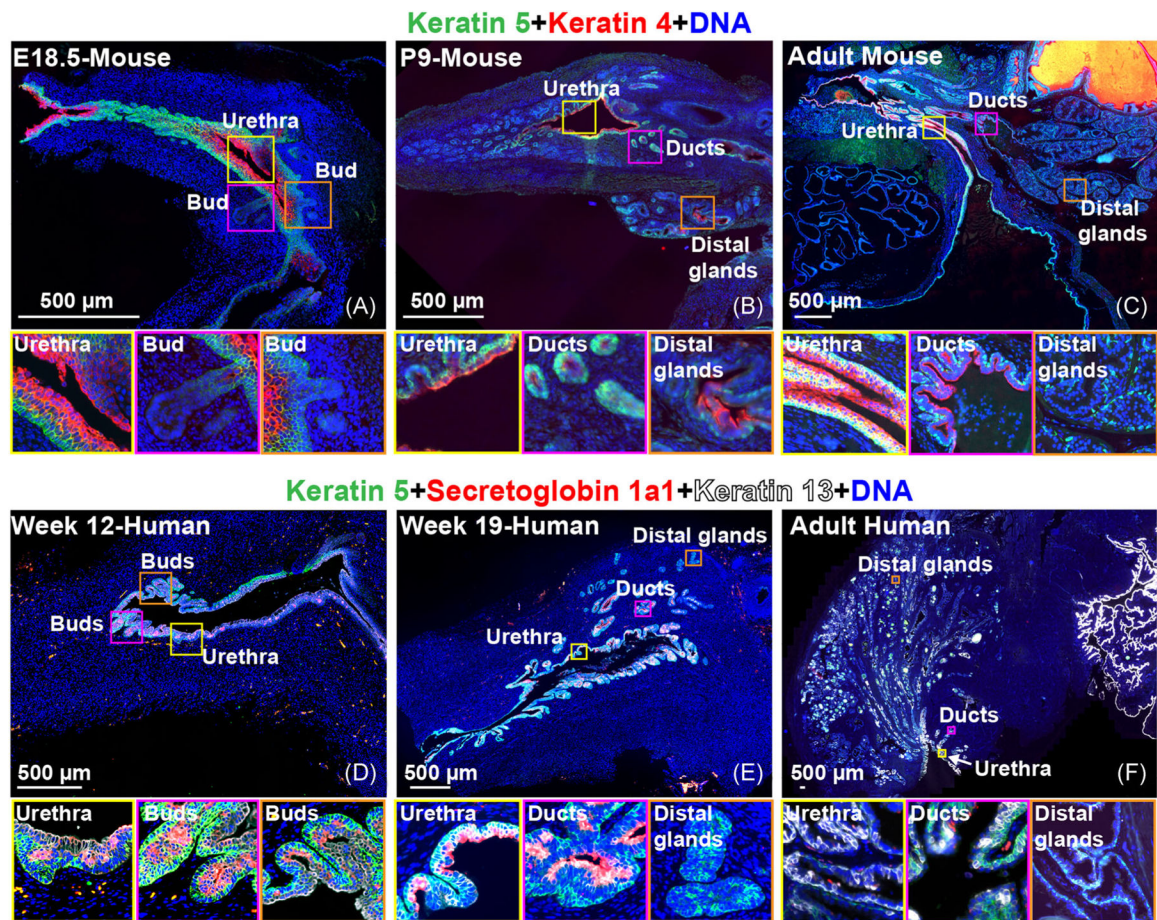 Keratin 5+Keratin 4+DNA
E18.5-Mouse
Urethra
Bud
Bud
500 µm
(A)
P9-Mouse
Urethra
Ducts
Distal
glands
500 µm
(B)
Adult Mouse
Ducts
Urethra
Distal
glands
500 µm
(C)
Urethra
Bud
Bud
Urethra
Ducts
Distal
glands
Urethra
Ducts
Distal
glands
Keratin 5+Secretoglobin 1a1+Keratin 13+DNA
Week 12-Human
Buds
Buds
Urethra
500 µm
(D)
Week 19-Human
Distal glands
Ducts
Urethra
500 µm
(E)
Adult Human
Distal glands
Ducts
Urethra
500 µm
(F)
Urethra
Buds
Buds
Urethra
Ducts
Distal
glands
Urethra
Ducts
Distal
glands